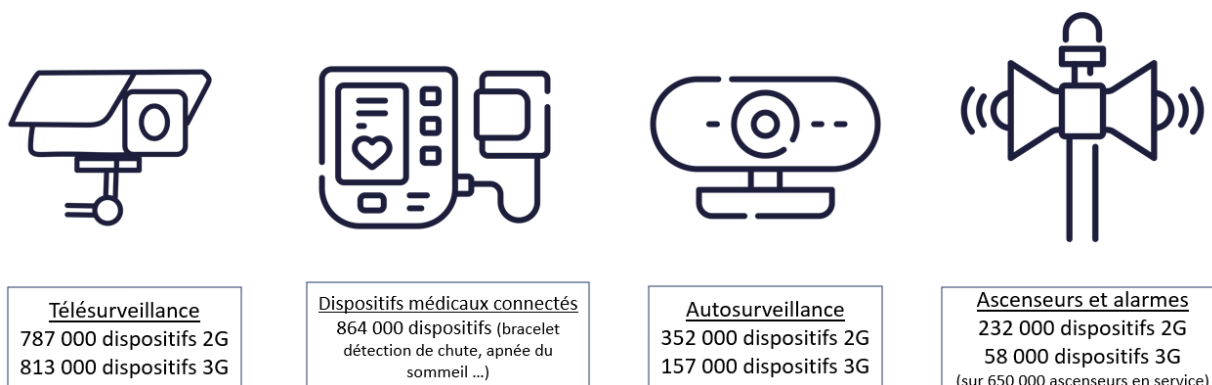 Télésurveillance
787 000 dispositifs 2G
813 000 dispositifs 3G
Dispositifs médicaux connectés
864 000 dispositifs (bracelet
détection de chute, apnée du
sommeil ...)
Autosurveillance
352 000 dispositifs 2G
157 000 dispositifs 3G
Ascenseurs et alarmes
232 000 dispositifs 2G
58 000 dispositifs 3G
(sur 650 000 ascenseurs en service)